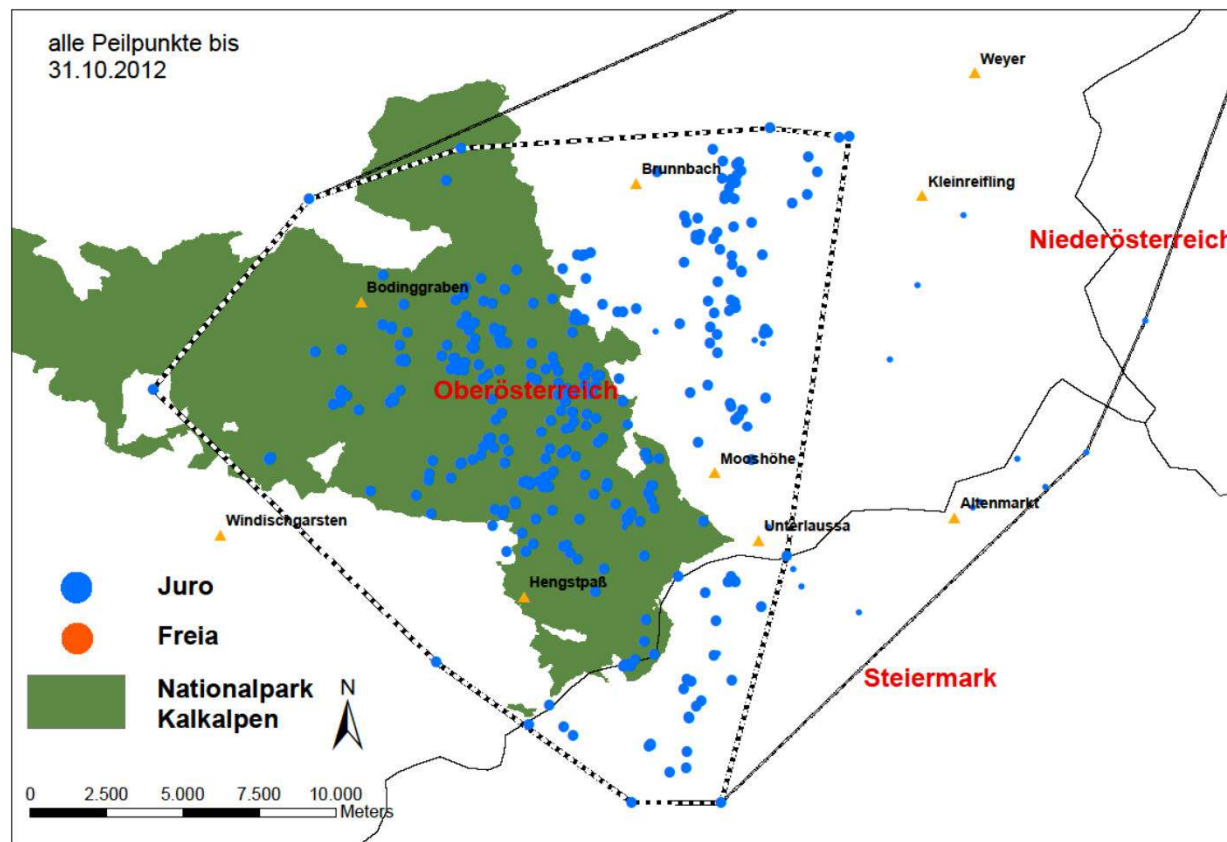 alle Peilpunkte bis
31.10.2012
Weyer
Brunnbach
Kleinreifling
Niederösterreich
Bodinggraben
Oberösterreich
Mooshöhe
Windischgarsten
Unterlaussa
Altenmarkt
Hengstpaß
Juro
Freia
Steiermark
Nationalpark
Kalkalpen
N
0 2.500 5.000 7.500 10.000
Meters